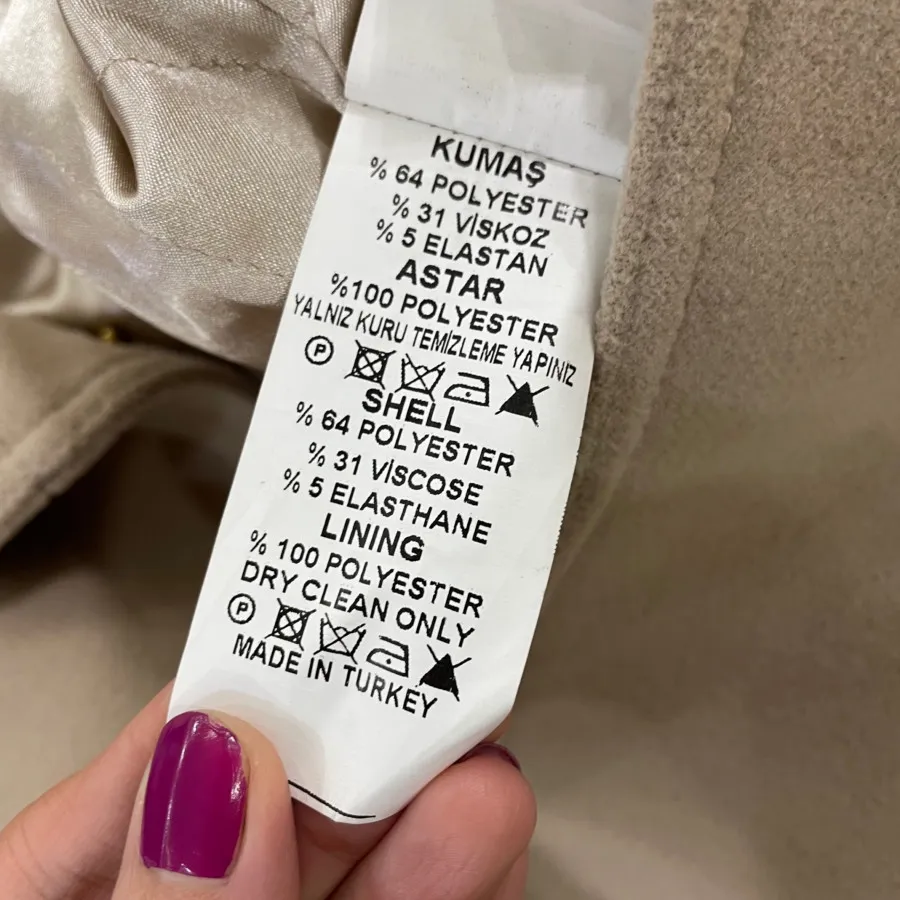 KUMAŞ
% 64 POLYESTER
% 31 VİSKOZ
% 5 ELASTAN
ASTAR
%100 POLYESTER
YALNIZ KURU TEMİZLEME YAPINIZ
P
SHELL
% 64 POLYESTER
% 31 VİSCOSE
% 5 ELASTHANE
LINING
% 100 POLYESTER
DRY CLEAN ONLY
P
MADE IN TURKEY